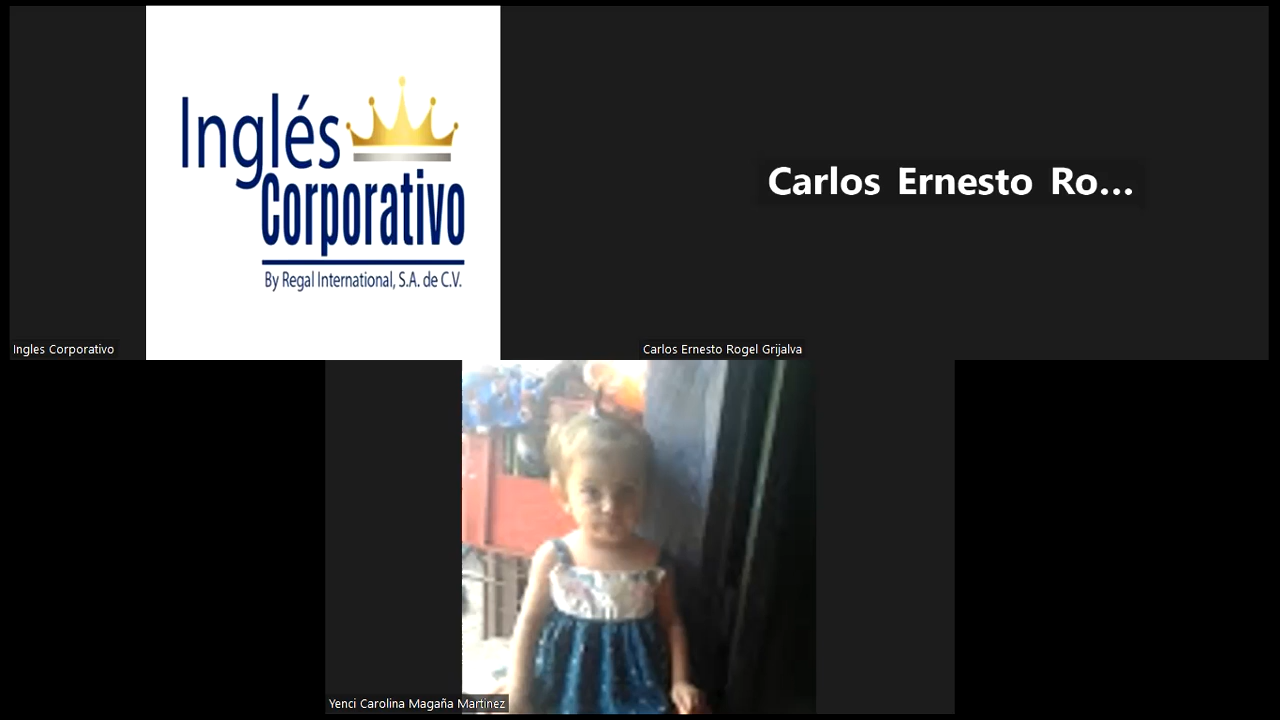 Inglés
Corporativo
By Regal International, S.A. de C.V.
Carlos Ernesto Ro...
Ingles Corporativo
Carlos Ernesto Rogel Grijalva
Yenci Carolina Magaña Martinez